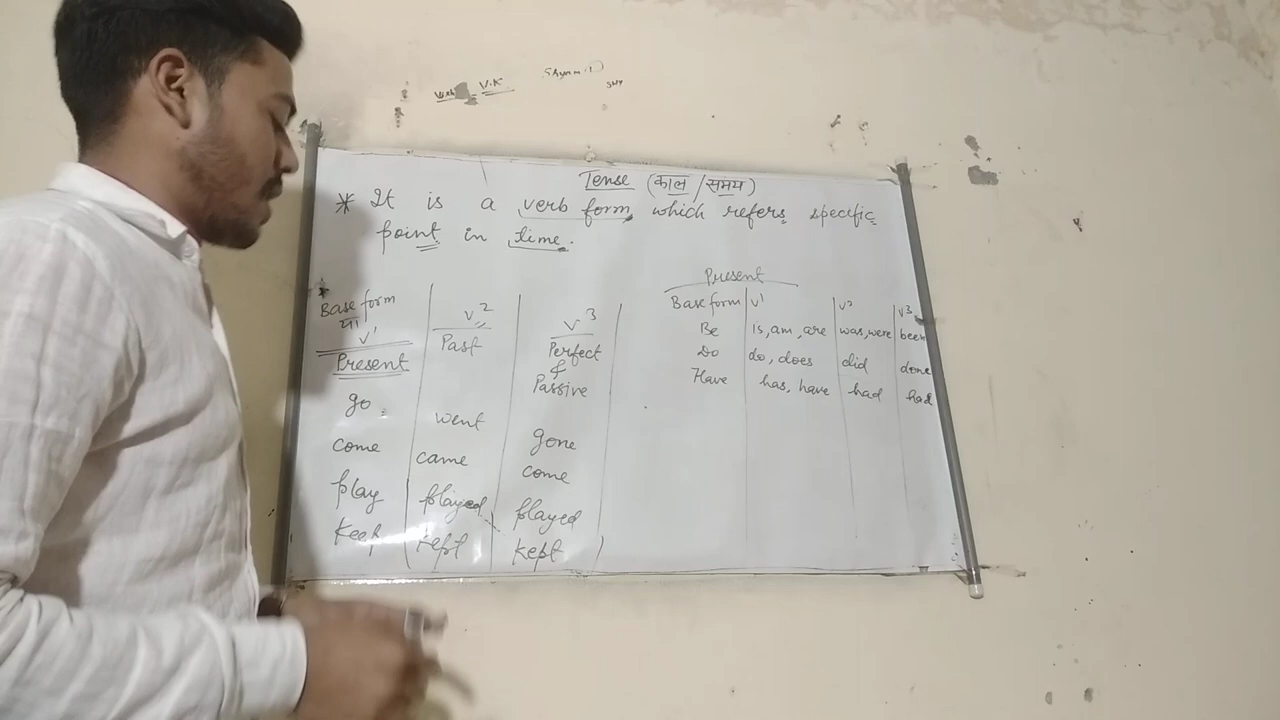 V.K
Tense (काल/समय)
* It is a verb form, which refers specific
point in time.
Base form
या
V1
Present
go
come
play
keep
V2
Past
went
came
played
kept
V3
Perfect
&
Passive
gone
come
played
kept
Present
Base form V1 V2 V3
Be is, am, are was, were been
Do do, does did done
Have has, have had had